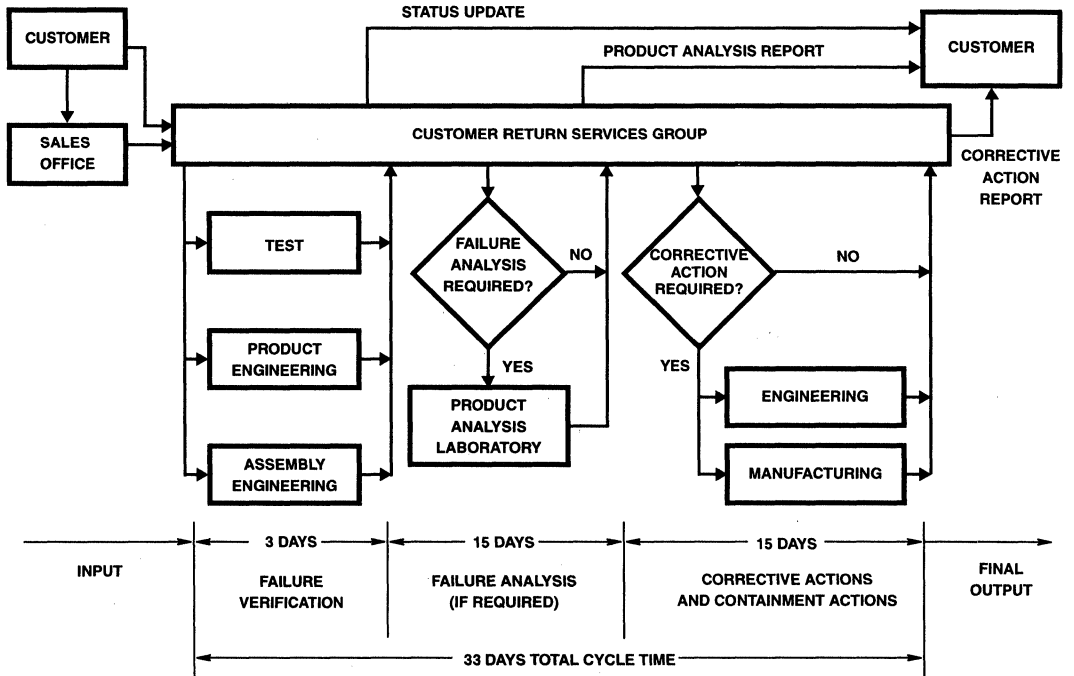 STATUS UPDATE
CUSTOMER
CUSTOMER
PRODUCT ANALYSIS REPORT
SALES
OFFICE
CUSTOMER RETURN SERVICES GROUP
CORRECTIVE
ACTION
REPORT
TEST
FAILURE
ANALYSIS
REQUIRED?
NO
CORRECTIVE
ACTION
REQUIRED?
NO
PRODUCT
ENGINEERING
YES
YES
PRODUCT
ANALYSIS
LABORATORY
ENGINEERING
ASSEMBLY
ENGINEERING
MANUFACTURING
3 DAYS
15 DAYS
15 DAYS
INPUT
FAILURE
VERIFICATION
FAILURE ANALYSIS
(IF REQUIRED)
CORRECTIVE ACTIONS
AND CONTAINMENT ACTIONS
FINAL
OUTPUT
33 DAYS TOTAL CYCLE TIME